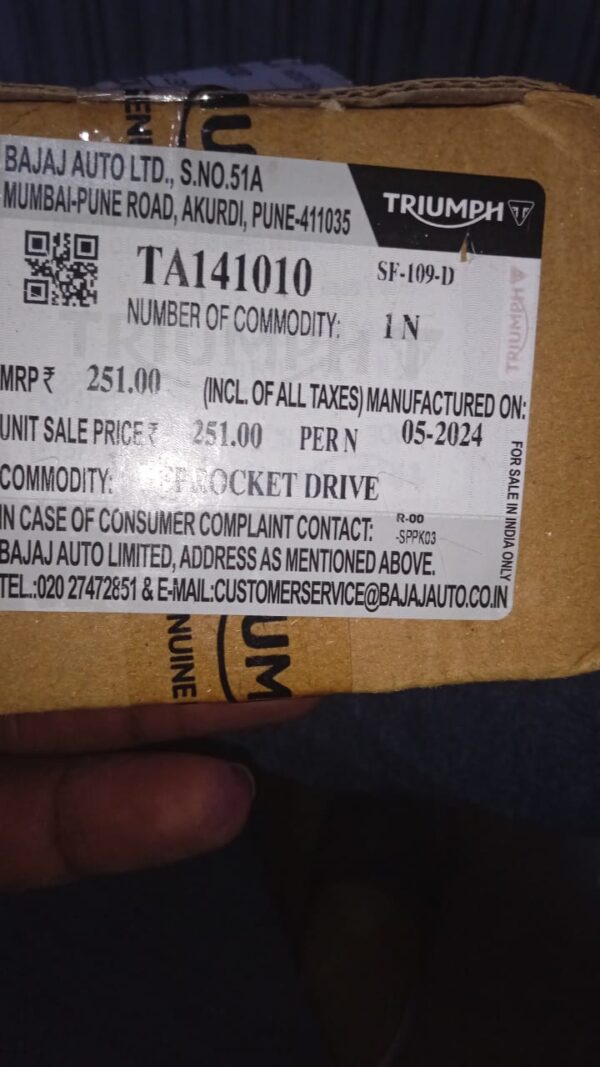 BAJAJ AUTO LTD., S.NO.51A
MUMBAI-PUNE ROAD, AKURDI, PUNE-411035
TRIUMPH
TA141010
SF-109-D
NUMBER OF COMMODITY: 1 N
TRIUMPH
MRP ₹ 251.00 (INCL. OF ALL TAXES) MANUFACTURED ON:
UNIT SALE PRICE ₹ 251.00 PER N 05-2024
COMMODITY: SPROCKET DRIVE
FOR SALE IN INDIA ONLY
IN CASE OF CONSUMER COMPLAINT CONTACT:
R-00
-SPPK03
BAJAJ AUTO LIMITED, ADDRESS AS MENTIONED ABOVE.
TEL.:020 27472851 & E-MAIL:CUSTOMERSERVICE@BAJAJAUTO.CO.IN